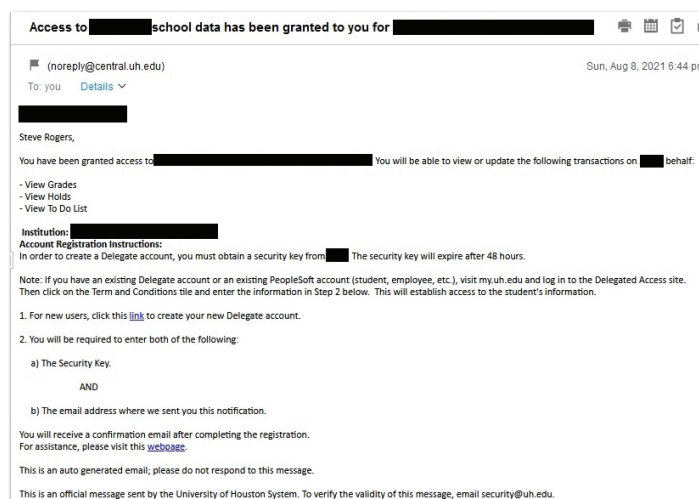 Access to school data has been granted to you for
(noreply@central.uh.edu)
Sun, Aug 8, 2021 6:44 pm
To: you Details
Steve Rogers,
You have been granted access to You will be able to view or update the following transactions on behalf:
- View Grades
- View Holds
- View To Do List
Institution:
Account Registration Instructions:
In order to create a Delegate account, you must obtain a security key from The security key will expire after 48 hours.
Note: If you have an existing Delegate account or an existing PeopleSoft account (student, employee, etc.), visit my.uh.edu and log in to the Delegated Access site.
Then click on the Term and Conditions tile and enter the information in Step 2 below. This will establish access to the student's information.
1. For new users, click this link to create your new Delegate account.
2. You will be required to enter both of the following:
a) The Security Key.
AND
b) The email address where we sent you this notification.
You will receive a confirmation email after completing the registration.
For assistance, please visit this webpage.
This is an auto generated email; please do not respond to this message.
This is an official message sent by the University of Houston System. To verify the validity of this message, email security@uh.edu.